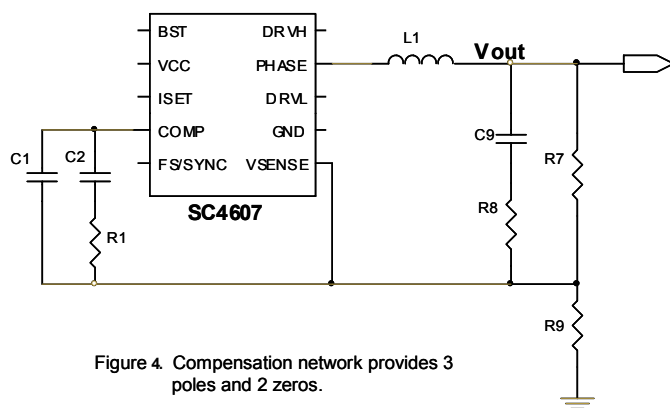 BST
DRVH
L1
Vout
VCC
PHASE
ISET
DRVL
C9
C1
C2
COMP
GND
R7
FS/SYNC
VSENSE
R8
SC4607
R1
R9
Figure 4. Compensation network provides 3
poles and 2 zeros.